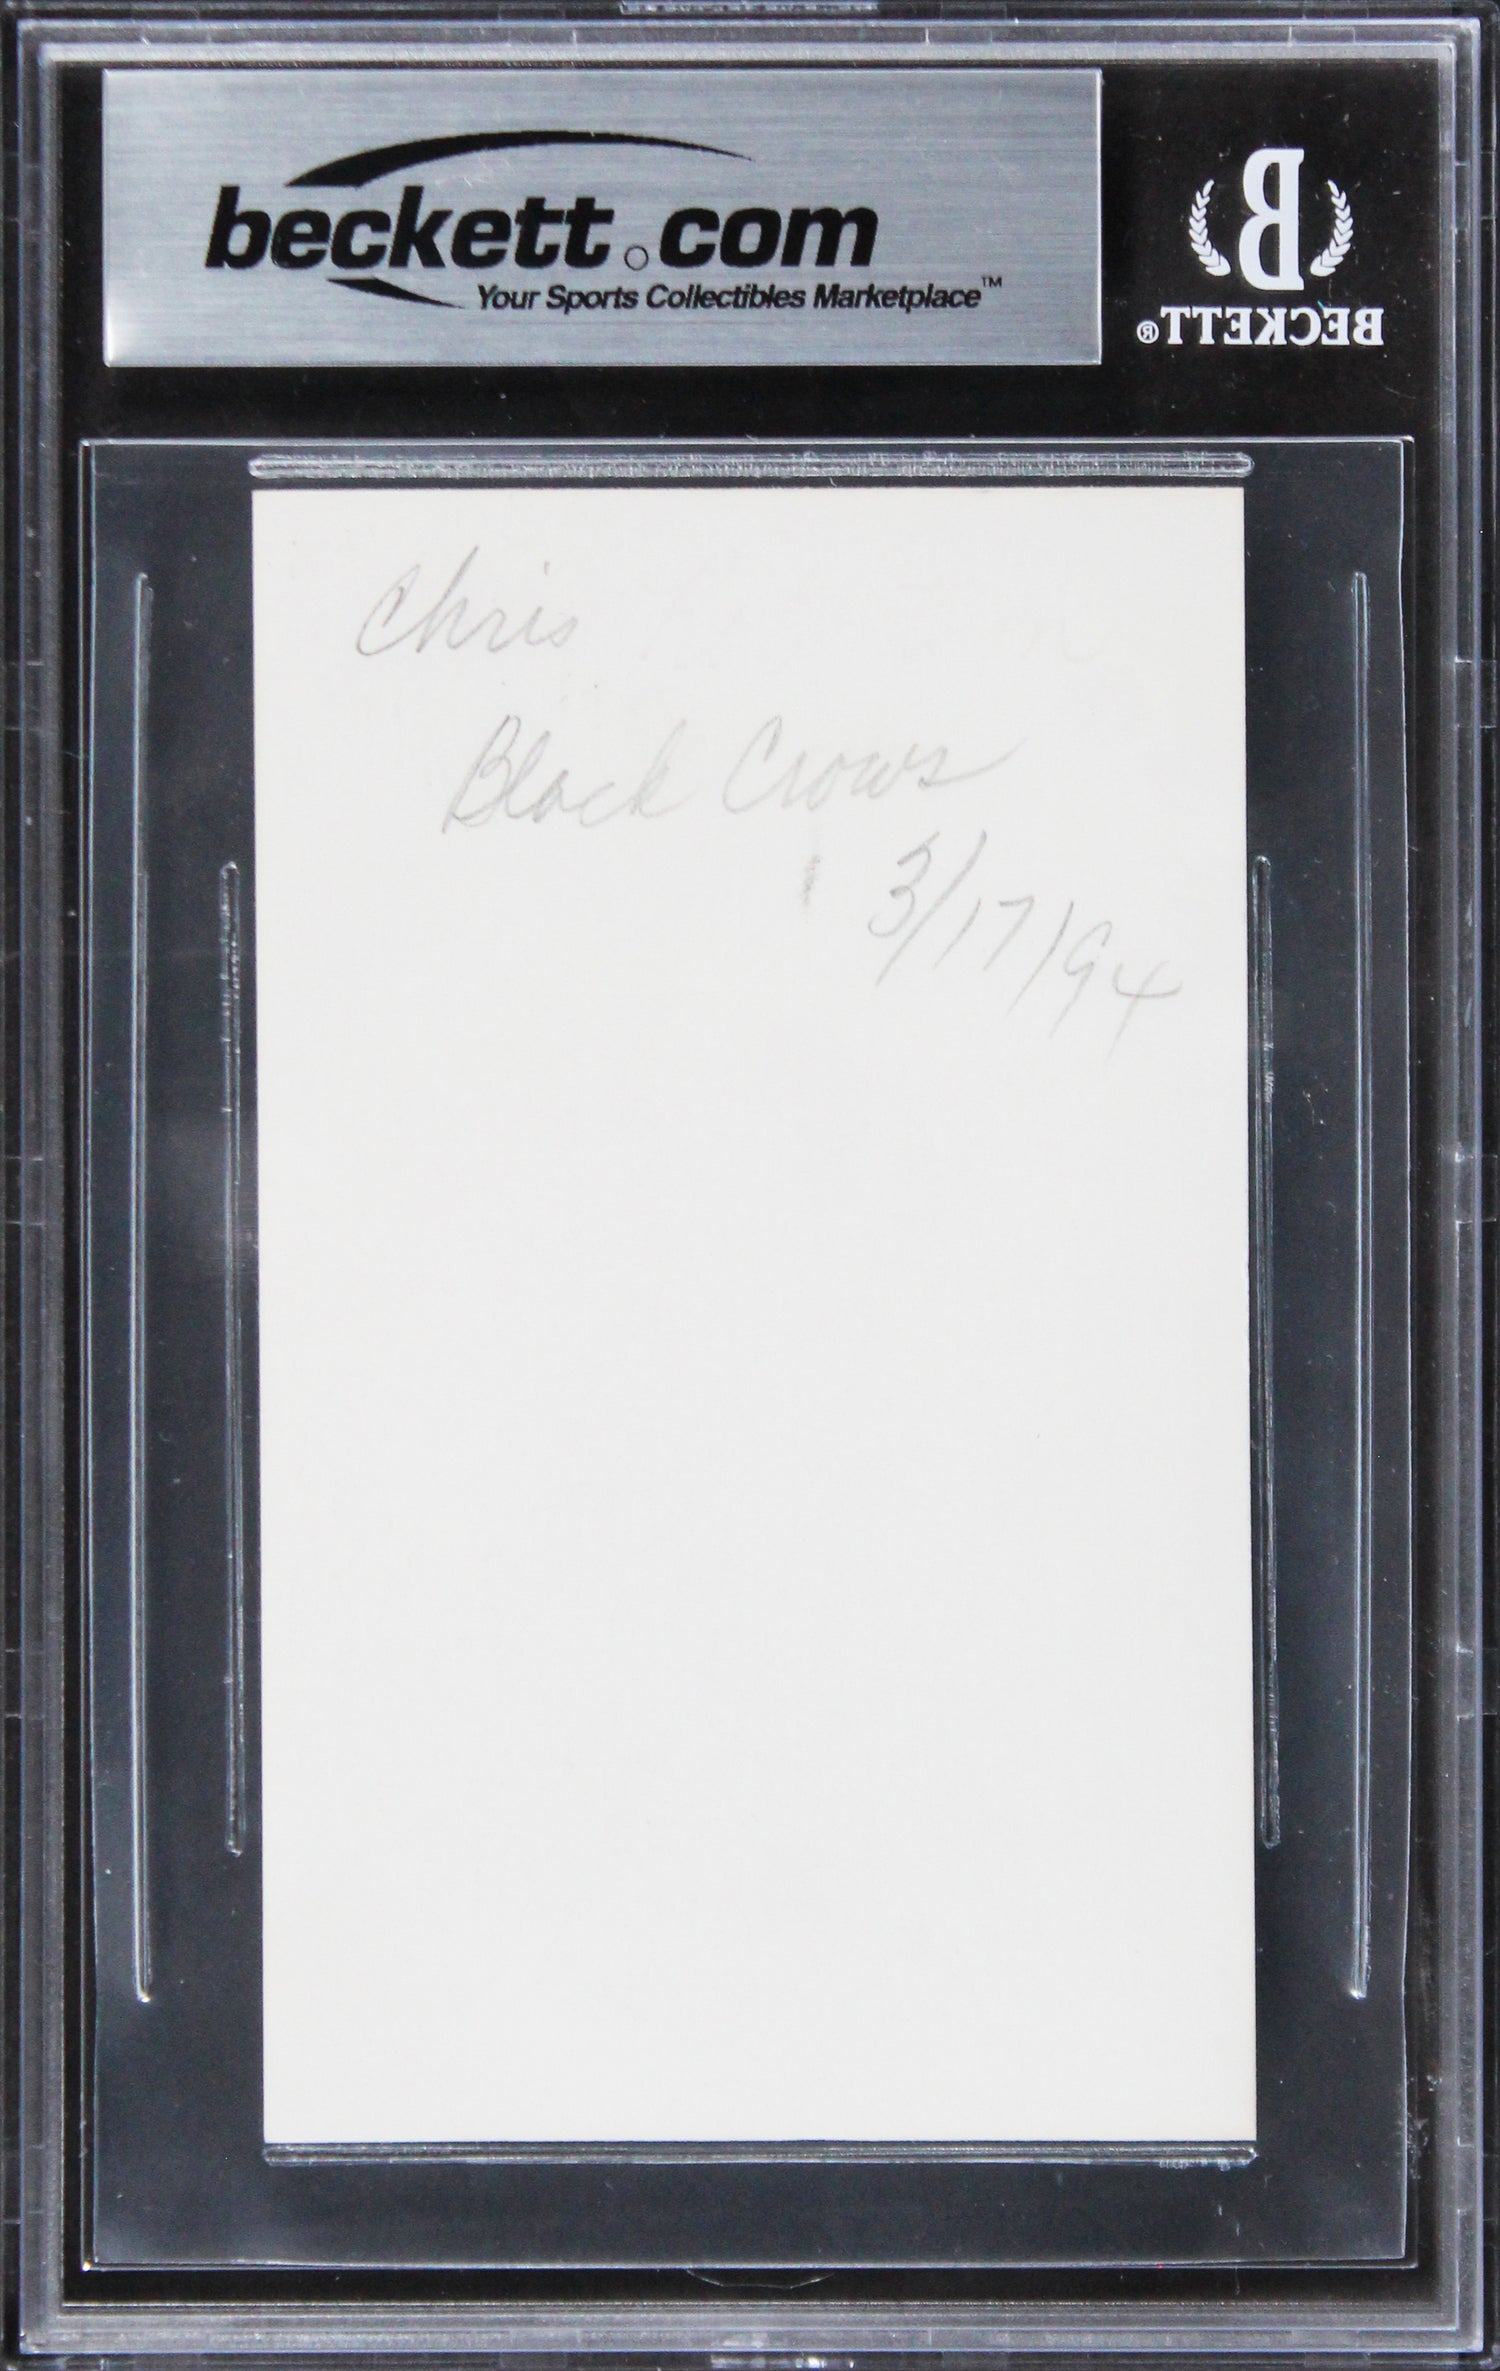 beckett.com
Your Sports Collectibles Marketplace™
B
BECKETT®
Chris
Black Crows
3/17/94